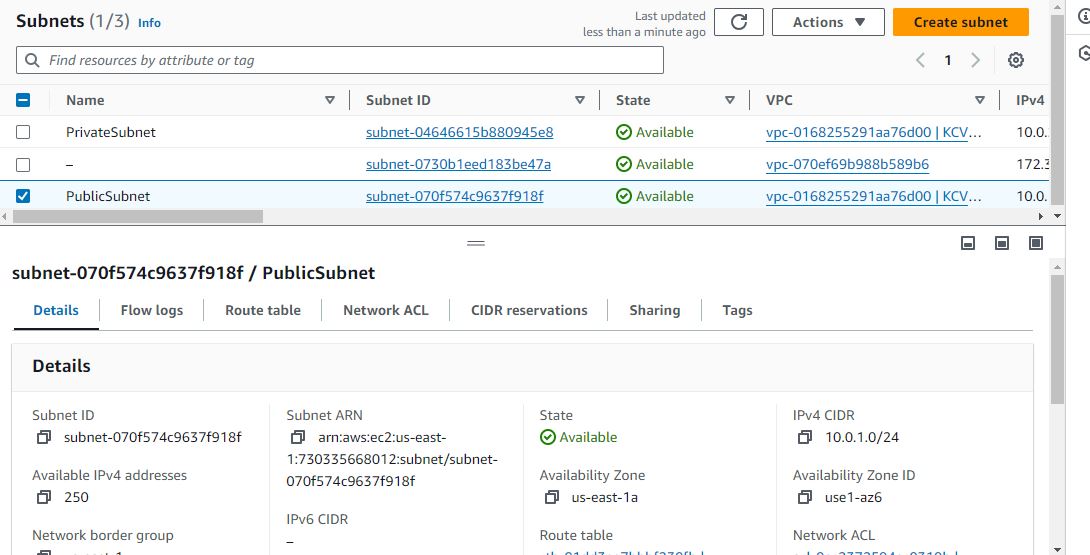 Subnets (1/3) Info
Last updated
less than a minute ago
Actions
Create subnet
Find resources by attribute or tag
1
Name Subnet ID State VPC IPv4
PrivateSubnet subnet-04646615b880945e8 Available vpc-0168255291aa76d00 | KCV… 10.0.
– subnet-0730b1eed183be47a Available vpc-070ef69b988b589b6 172.3
PublicSubnet subnet-070f574c9637f918f Available vpc-0168255291aa76d00 | KCV… 10.0.
subnet-070f574c9637f918f / PublicSubnet
Details Flow logs Route table Network ACL CIDR reservations Sharing Tags
Details
Subnet ID
subnet-070f574c9637f918f
Available IPv4 addresses
250
Network border group
Subnet ARN
arn:aws:ec2:us-east-
1:730335668012:subnet/subnet-
070f574c9637f918f
IPv6 CIDR
–
State
Available
Availability Zone
us-east-1a
Route table
IPv4 CIDR
10.0.1.0/24
Availability Zone ID
use1-az6
Network ACL